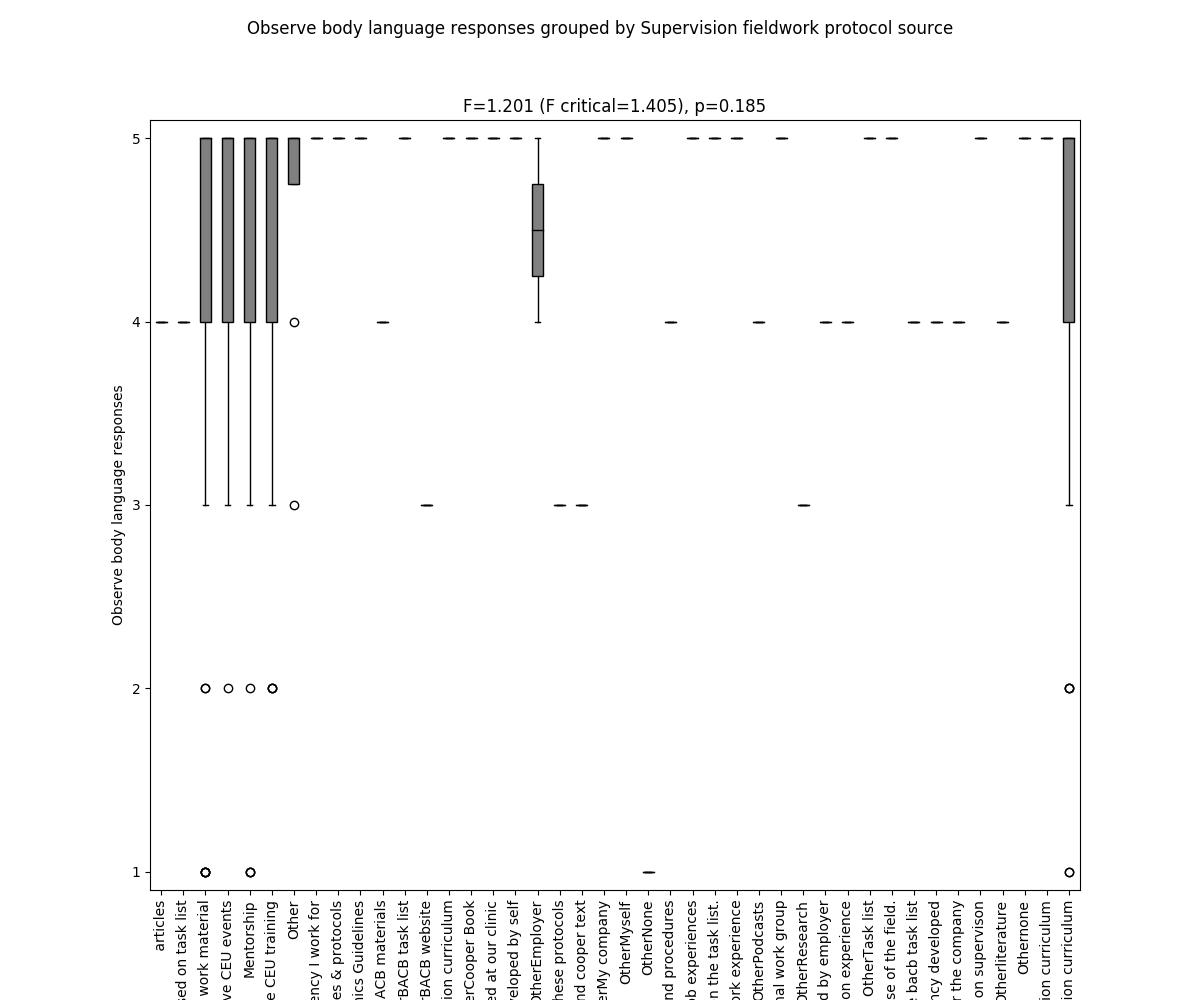 Observe body language responses grouped by Supervision fieldwork protocol source
F=1.201 (F critical=1.405), p=0.185
Observe body language responses
5
4
3
2
1
articles
sed on task list
work material
ve CEU events
Mentorship
e CEU training
Other
ency I work for
es & protocols
ics Guidelines
ACB materials
rBACB task list
rBACB website
ion curriculum
erCooper Book
ed at our clinic
veloped by self
OtherEmployer
hese protocols
nd cooper text
erMy company
OtherMyself
OtherNone
nd procedures
ob experiences
n the task list.
ork experience
OtherPodcasts
nal work group
OtherResearch
d by employer
on experience
OtherTask list
se of the field.
e bacb task list
ncy developed
r the company
on supervison
Otherliterature
Othernone
ion curriculum
ion curriculum